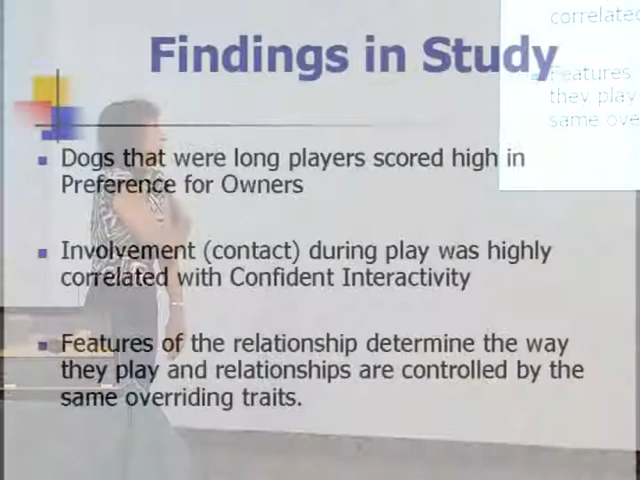 Findings in Study
correlated
Features
they play
same ove
Dogs that were long players scored high in
Preference for Owners
Involvement (contact) during play was highly
correlated with Confident Interactivity
Features of the relationship determine the way
they play and relationships are controlled by the
same overriding traits.